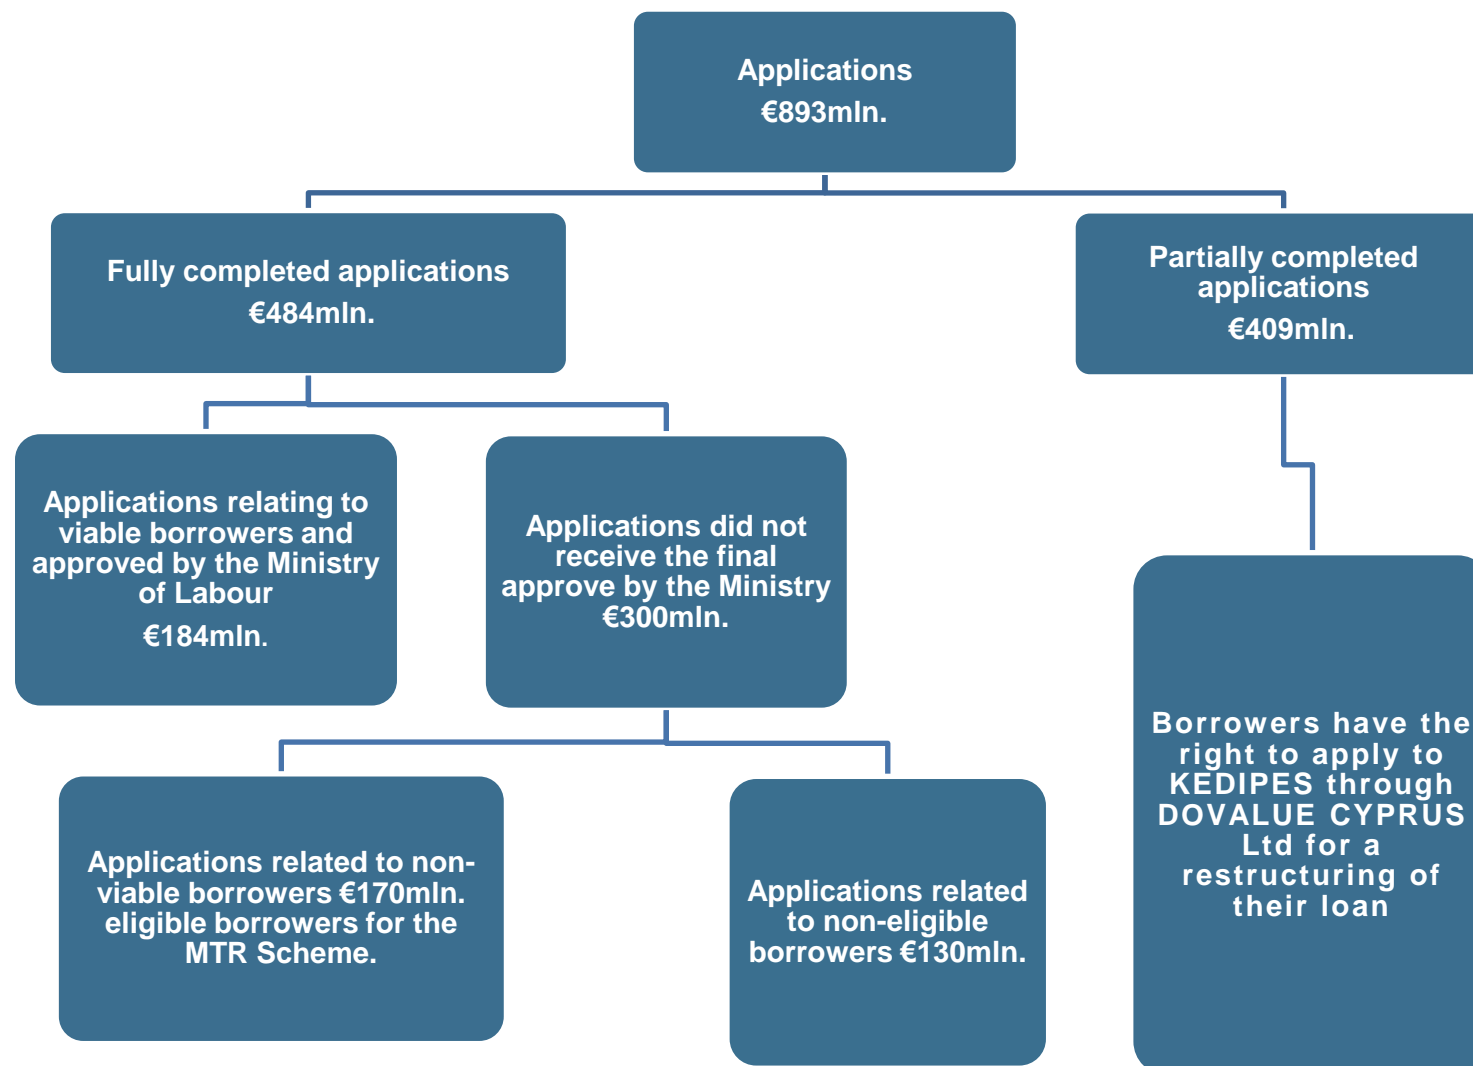 Applications
€893mln.
Fully completed applications
€484mln.
Partially completed
applications
€409mln.
Applications relating to
viable borrowers and
approved by the Ministry
of Labour
€184mln.
Applications did not
receive the final
approve by the Ministry
€300mln.
Borrowers have the
right to apply to
KEDIPES through
DOVALUE CYPRUS
Ltd for a
restructuring of
their loan
Applications related to non-
viable borrowers €170mln.
eligible borrowers for the
MTR Scheme.
Applications related
to non-eligible
borrowers €130mln.